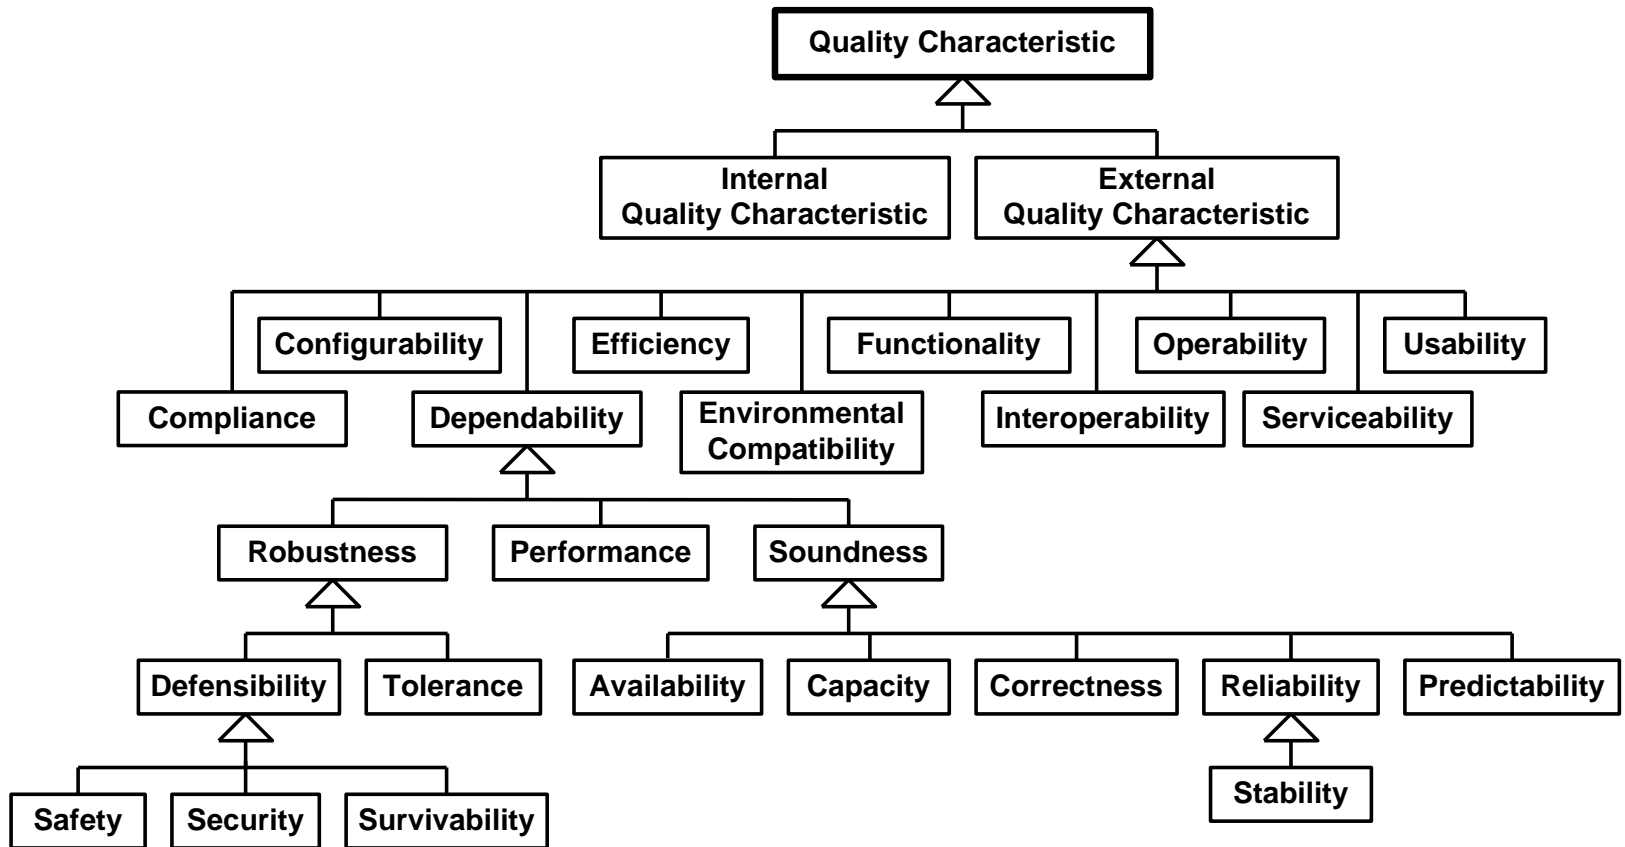 Quality Characteristic
Internal
Quality Characteristic
External
Quality Characteristic
Configurability
Efficiency
Functionality
Operability
Usability
Compliance
Dependability
Environmental
Compatibility
Interoperability
Serviceability
Robustness
Performance
Soundness
Defensibility
Tolerance
Availability
Capacity
Correctness
Reliability
Predictability
Safety
Security
Survivability
Stability